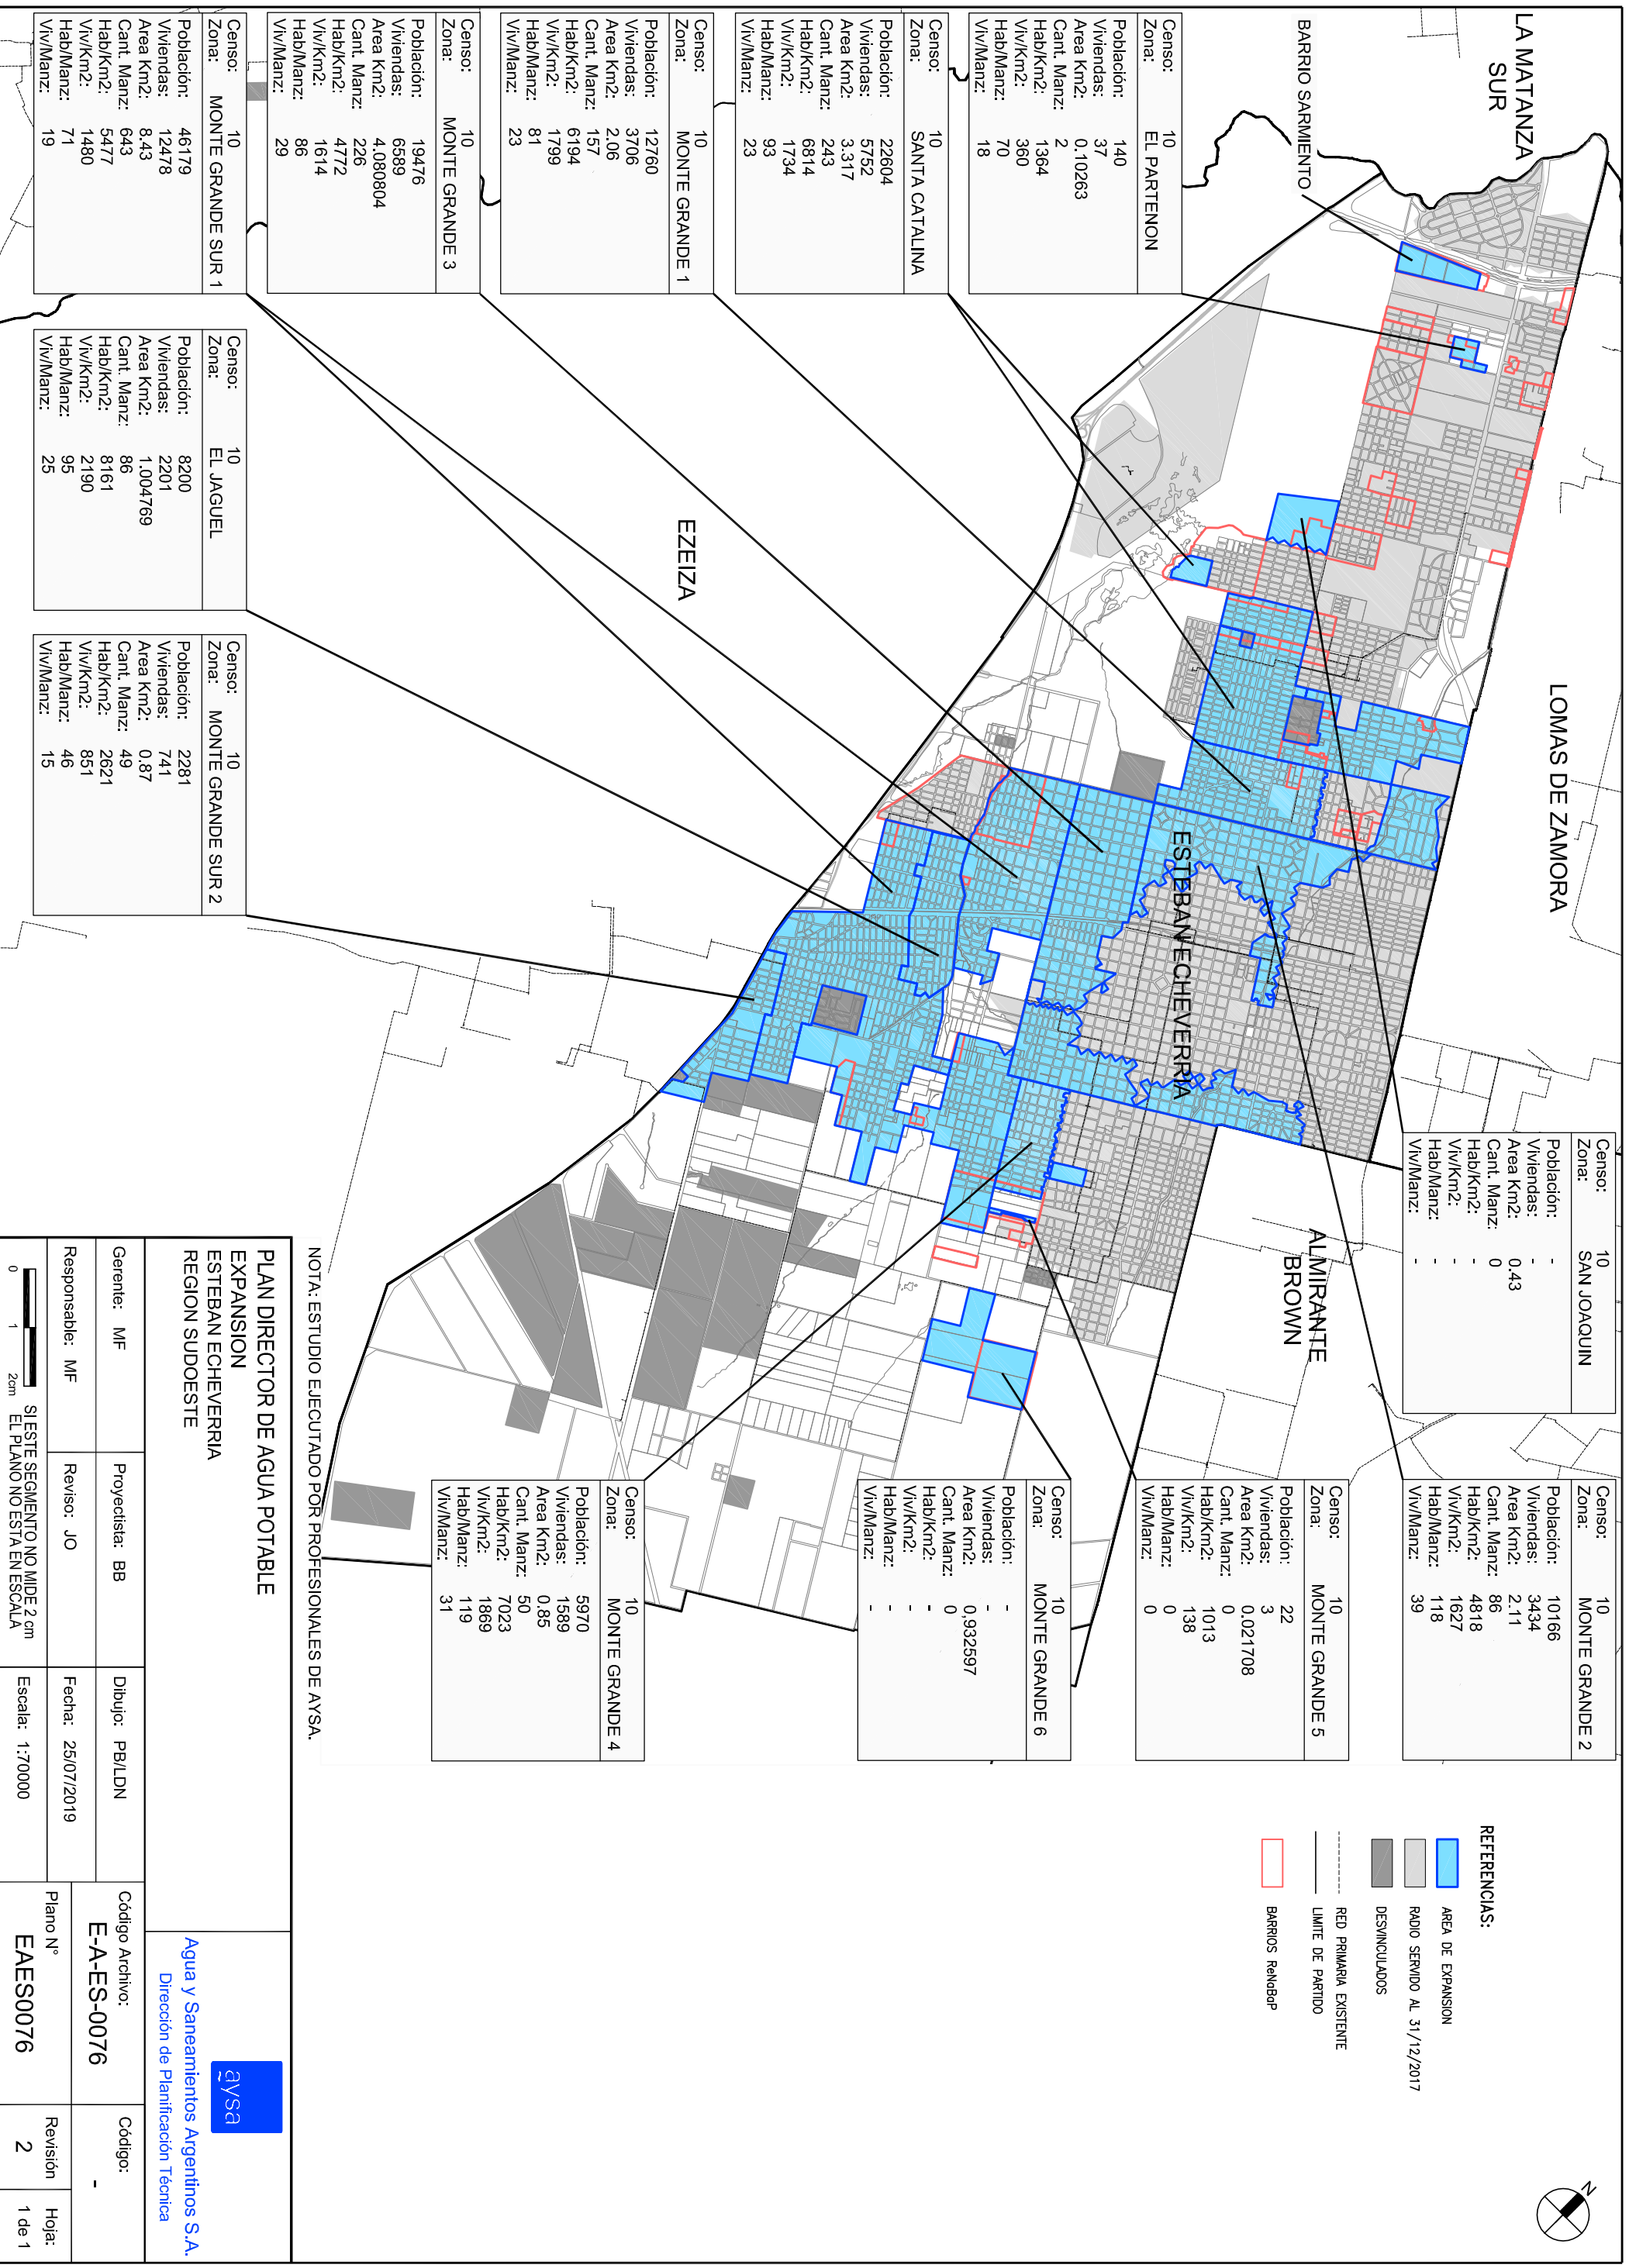 LA MATANZA
SUR
BARRIO SARMIENTO
LOMAS DE ZAMORA
EZEIZA
ESTEBAN ECHEVERRIA
ALMIRANTE
BROWN
N
Censo: 10
Zona: EL PARTENON
Población: 140
Viviendas: 37
Area Km2: 0.10263
Cant. Manz: 2
Hab/Km2: 1364
Viv/Km2: 360
Hab/Manz: 70
Viv/Manz: 18
Censo: 10
Zona: SANTA CATALINA
Población: 22604
Viviendas: 5752
Area Km2: 3.317
Cant. Manz: 243
Hab/Km2: 6814
Viv/Km2: 1734
Hab/Manz: 93
Viv/Manz: 23
Censo: 10
Zona: MONTE GRANDE 1
Población: 12760
Viviendas: 3706
Area Km2: 2.06
Cant. Manz: 157
Hab/Km2: 6194
Viv/Km2: 1799
Hab/Manz: 81
Viv/Manz: 23
Censo: 10
Zona: MONTE GRANDE 3
Población: 19476
Viviendas: 6589
Area Km2: 4.080804
Cant. Manz: 226
Hab/Km2: 4772
Viv/Km2: 1614
Hab/Manz: 86
Viv/Manz: 29
Censo: 10
Zona: MONTE GRANDE SUR 1
Población: 46179
Viviendas: 12478
Area Km2: 8.43
Cant. Manz: 643
Hab/Km2: 5477
Viv/Km2: 1480
Hab/Manz: 71
Viv/Manz: 19
Censo: 10
Zona: EL JAGUEL
Población: 8200
Viviendas: 2201
Area Km2: 1.004769
Cant. Manz: 86
Hab/Km2: 8161
Viv/Km2: 2190
Hab/Manz: 95
Viv/Manz: 25
Censo: 10
Zona: MONTE GRANDE SUR 2
Población: 2281
Viviendas: 741
Area Km2: 0.87
Cant. Manz: 49
Hab/Km2: 2621
Viv/Km2: 851
Hab/Manz: 46
Viv/Manz: 15
Censo: 10
Zona: SAN JOAQUIN
Población: -
Viviendas: -
Area Km2: 0.43
Cant. Manz: 0
Hab/Km2: -
Viv/Km2: -
Hab/Manz: -
Viv/Manz: -
Censo: 10
Zona: MONTE GRANDE 2
Población: 10166
Viviendas: 3434
Area Km2: 2.11
Cant. Manz: 86
Hab/Km2: 4818
Viv/Km2: 1627
Hab/Manz: 118
Viv/Manz: 39
Censo: 10
Zona: MONTE GRANDE 5
Población: 22
Viviendas: 3
Area Km2: 0.021708
Cant. Manz: 0
Hab/Km2: 1013
Viv/Km2: 138
Hab/Manz: 0
Viv/Manz: 0
Censo: 10
Zona: MONTE GRANDE 6
Población: -
Viviendas: -
Area Km2: 0,932597
Cant. Manz: 0
Hab/Km2: -
Viv/Km2: -
Hab/Manz: -
Viv/Manz: -
Censo: 10
Zona: MONTE GRANDE 4
Población: 5970
Viviendas: 1589
Area Km2: 0.85
Cant. Manz: 50
Hab/Km2: 7023
Viv/Km2: 1869
Hab/Manz: 119
Viv/Manz: 31
REFERENCIAS:
AREA DE EXPANSION
RADIO SERVIDO AL 31/12/2017
DESVINCULADOS
RED PRIMARIA EXISTENTE
LIMITE DE PARTIDO
BARRIOS ReNaBaP
NOTA: ESTUDIO EJECUTADO POR PROFESIONALES DE AYSA.
PLAN DIRECTOR DE AGUA POTABLE
EXPANSION
ESTEBAN ECHEVERRIA
REGION SUDOESTE
aysa
Agua y Saneamientos Argentinos S.A.
Dirección de Planificación Técnica
Gerente: MF
Proyectista: BB
Dibujo: PB/LDN
Código Archivo:
E-A-ES-0076
Código:
-
Responsable: MF
Reviso: JO
Fecha: 25/07/2019
Plano N°
EAES0076
Revisión
2
Hoja:
1 de 1
0 1 2cm
SI ESTE SEGMENTO NO MIDE 2 cm
EL PLANO NO ESTA EN ESCALA
Escala: 1:70000